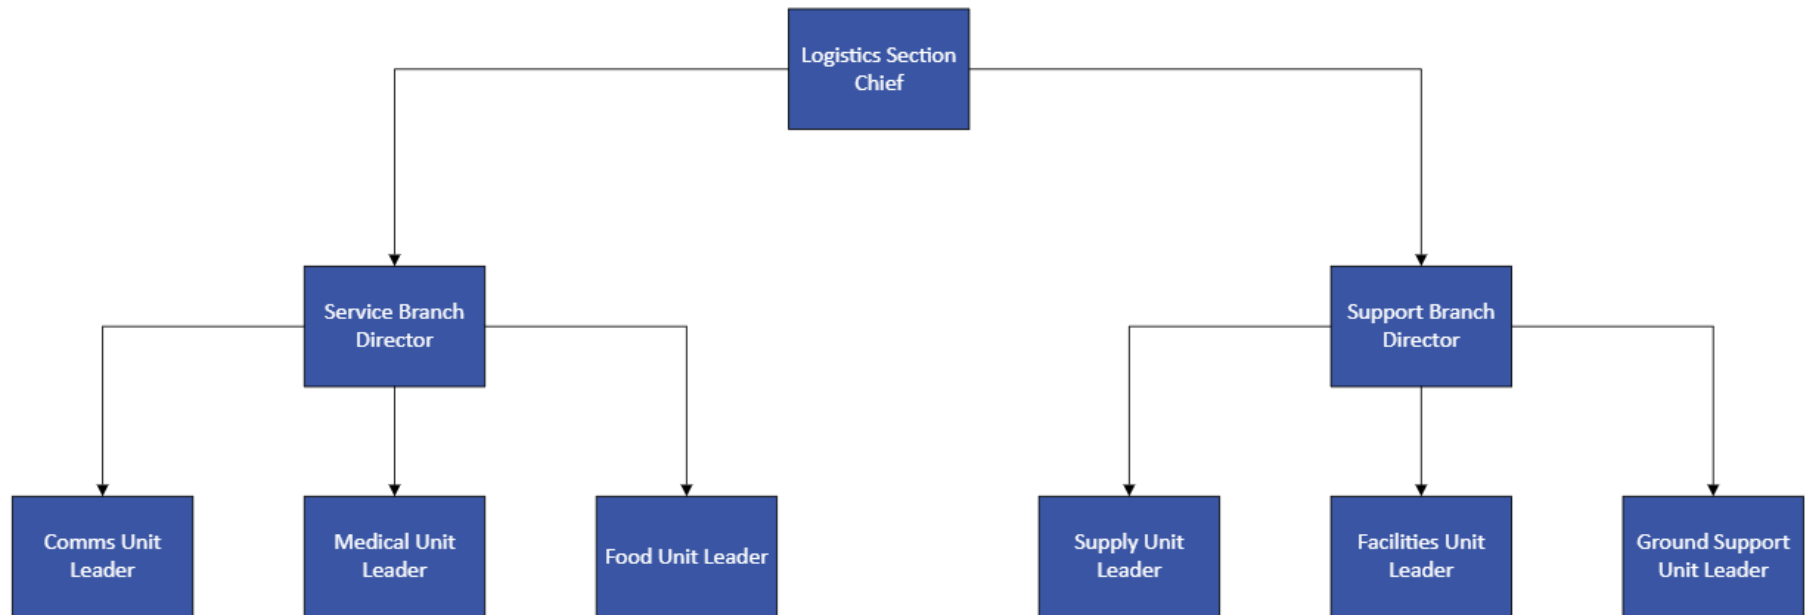 Logistics Section
Chief
Service Branch
Director
Support Branch
Director
Comms Unit
Leader
Medical Unit
Leader
Food Unit Leader
Supply Unit
Leader
Facilities Unit
Leader
Ground Support
Unit Leader